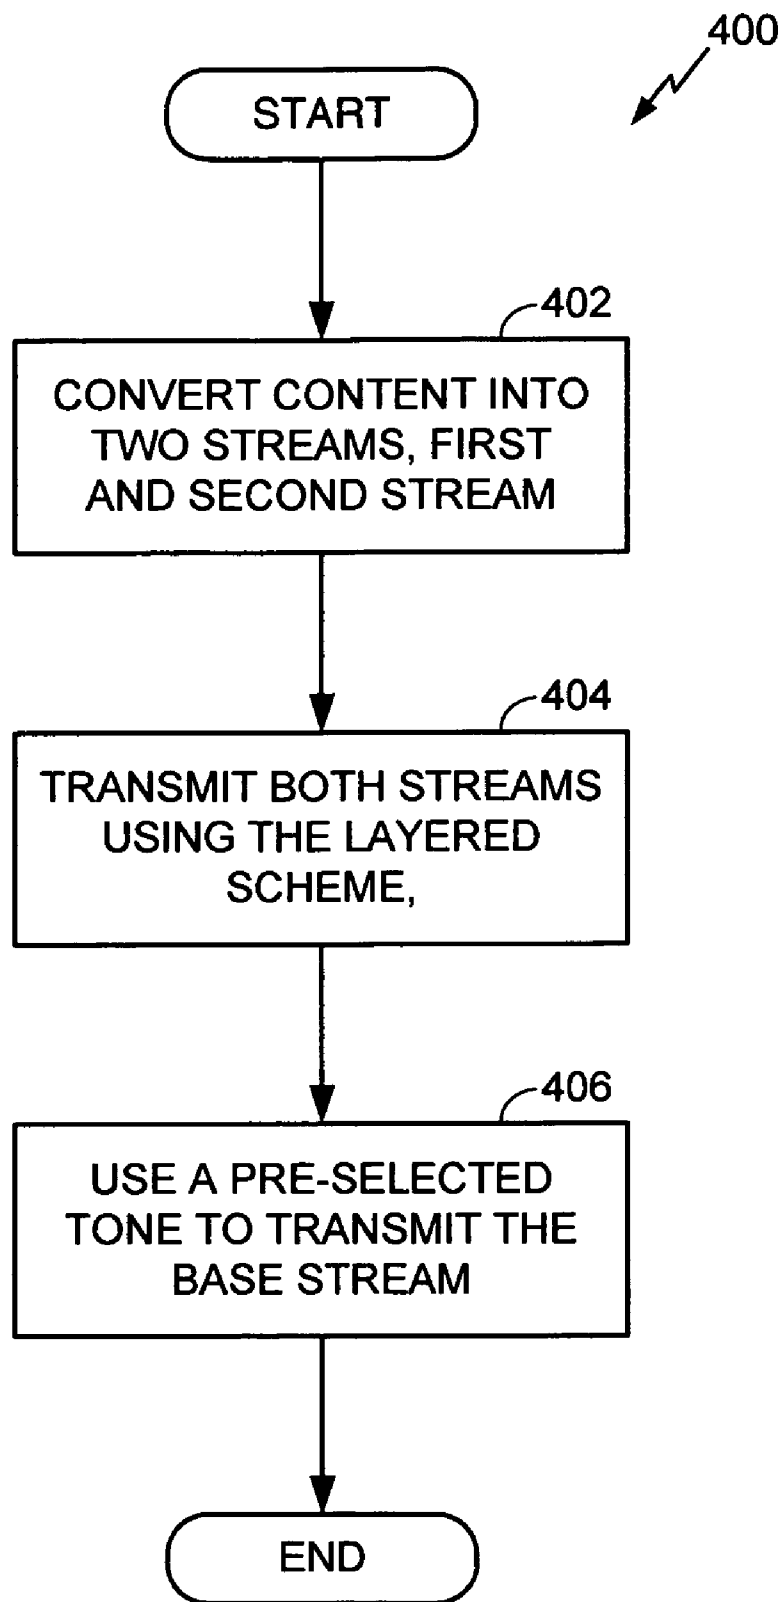 400
START
402
CONVERT CONTENT INTO
TWO STREAMS, FIRST
AND SECOND STREAM
404
TRANSMIT BOTH STREAMS
USING THE LAYERED
SCHEME,
406
USE A PRE-SELECTED
TONE TO TRANSMIT THE
BASE STREAM
END